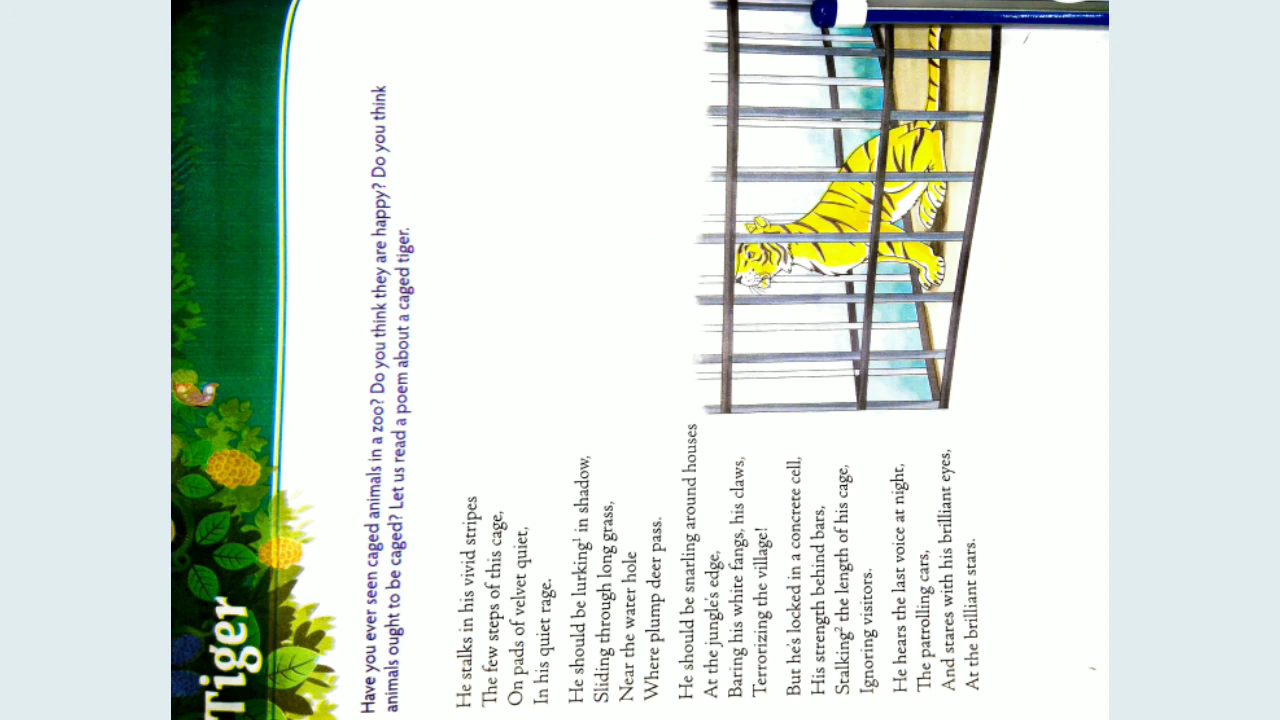 Tiger
Have you ever seen caged animals in a zoo? Do you think they are happy? Do you think
animals ought to be caged? Let us read a poem about a caged tiger.
He stalks in his vivid stripes
The few steps of this cage,
On pads of velvet quiet,
In his quiet rage.
He should be lurking¹ in shadow,
Sliding through long grass,
Near the water hole
Where plump deer pass.
He should be snarling around houses
At the jungle's edge,
Baring his white fangs, his claws,
Terrorizing the village!
But he's locked in a concrete cell,
His strength behind bars,
Stalking² the length of his cage,
Ignoring visitors.
He hears the last voice at night,
The patrolling cars,
And stares with his brilliant eyes,
At the brilliant stars.